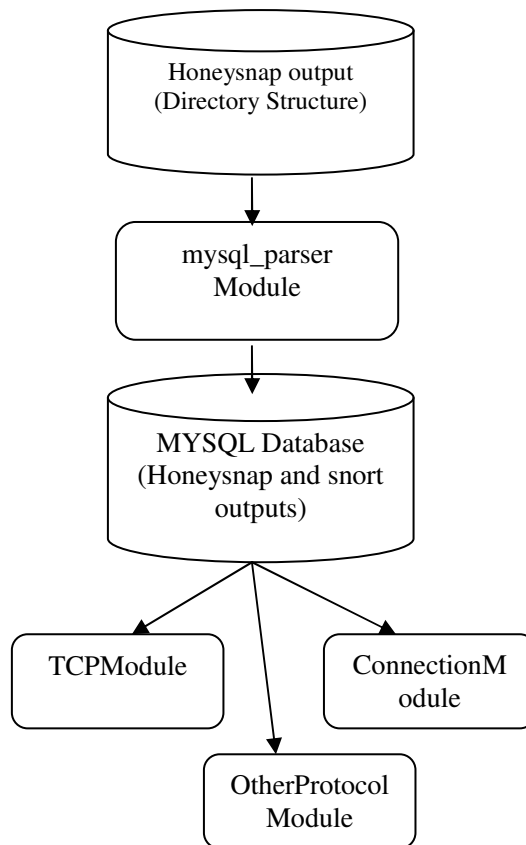 Honeysnap output
(Directory Structure)
mysql_parser
Module
MYSQL Database
(Honeysnap and snort
outputs)
TCPModule
ConnectionM
odule
OtherProtocol
Module